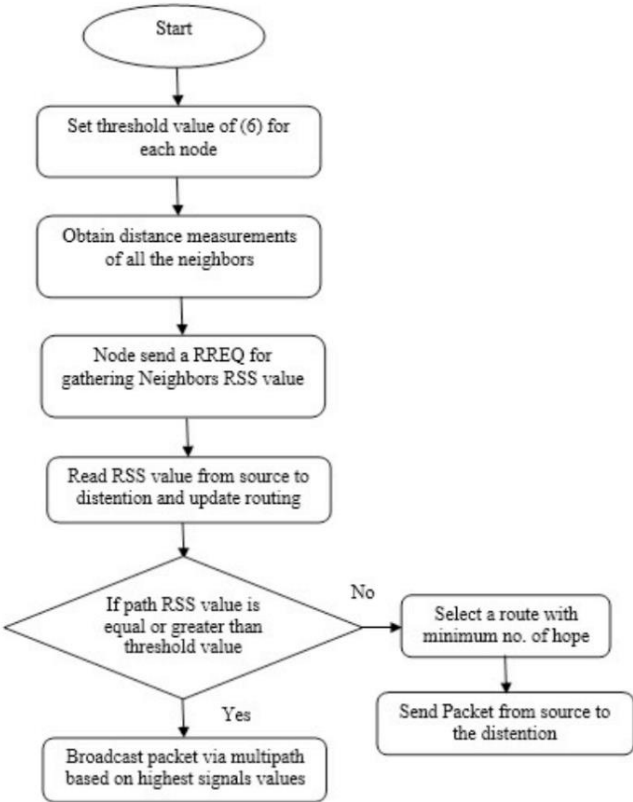 Start
Set threshold value of (6) for
each node
Obtain distance measurements
of all the neighbors
Node send a RREQ for
gathering Neighbors RSS value
Read RSS value from source to
distention and update routing
If path RSS value is
equal or greater than
threshold value
No
Select a route with
minimum no. of hope
Send Packet from source to
the distention
Yes
Broadcast packet via multipath
based on highest signals values